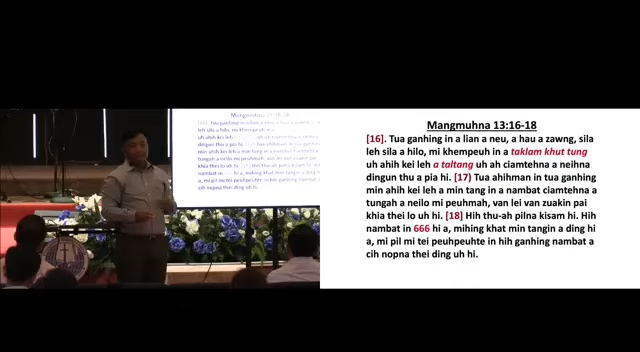 Mangmuhna 13:16-18
[16]. Tua ganhing in a lian a neu, a hau a zawng, sila
leh sila a hilo, mi khempeuh in a taklam khut tung
uh ahih kei leh a taltang uh ah ciamtehna a neihna
dingun thu a pia hi. [17] Tua ahihman in tua ganhing
min ahih kei leh a min tang in a nambat ciamtehna a
tungah a neilo mi peuhmah, van lei van zuakin pai
khia thei lo uh hi. [18] Hih thu-ah pilna kisam hi. Hih
nambat in 666 hi a, mihing khat min tangin a ding hi
a, mi pil mi tei peuhpeuhte in hih ganhing nambat a
cih nopna thei ding uh hi.